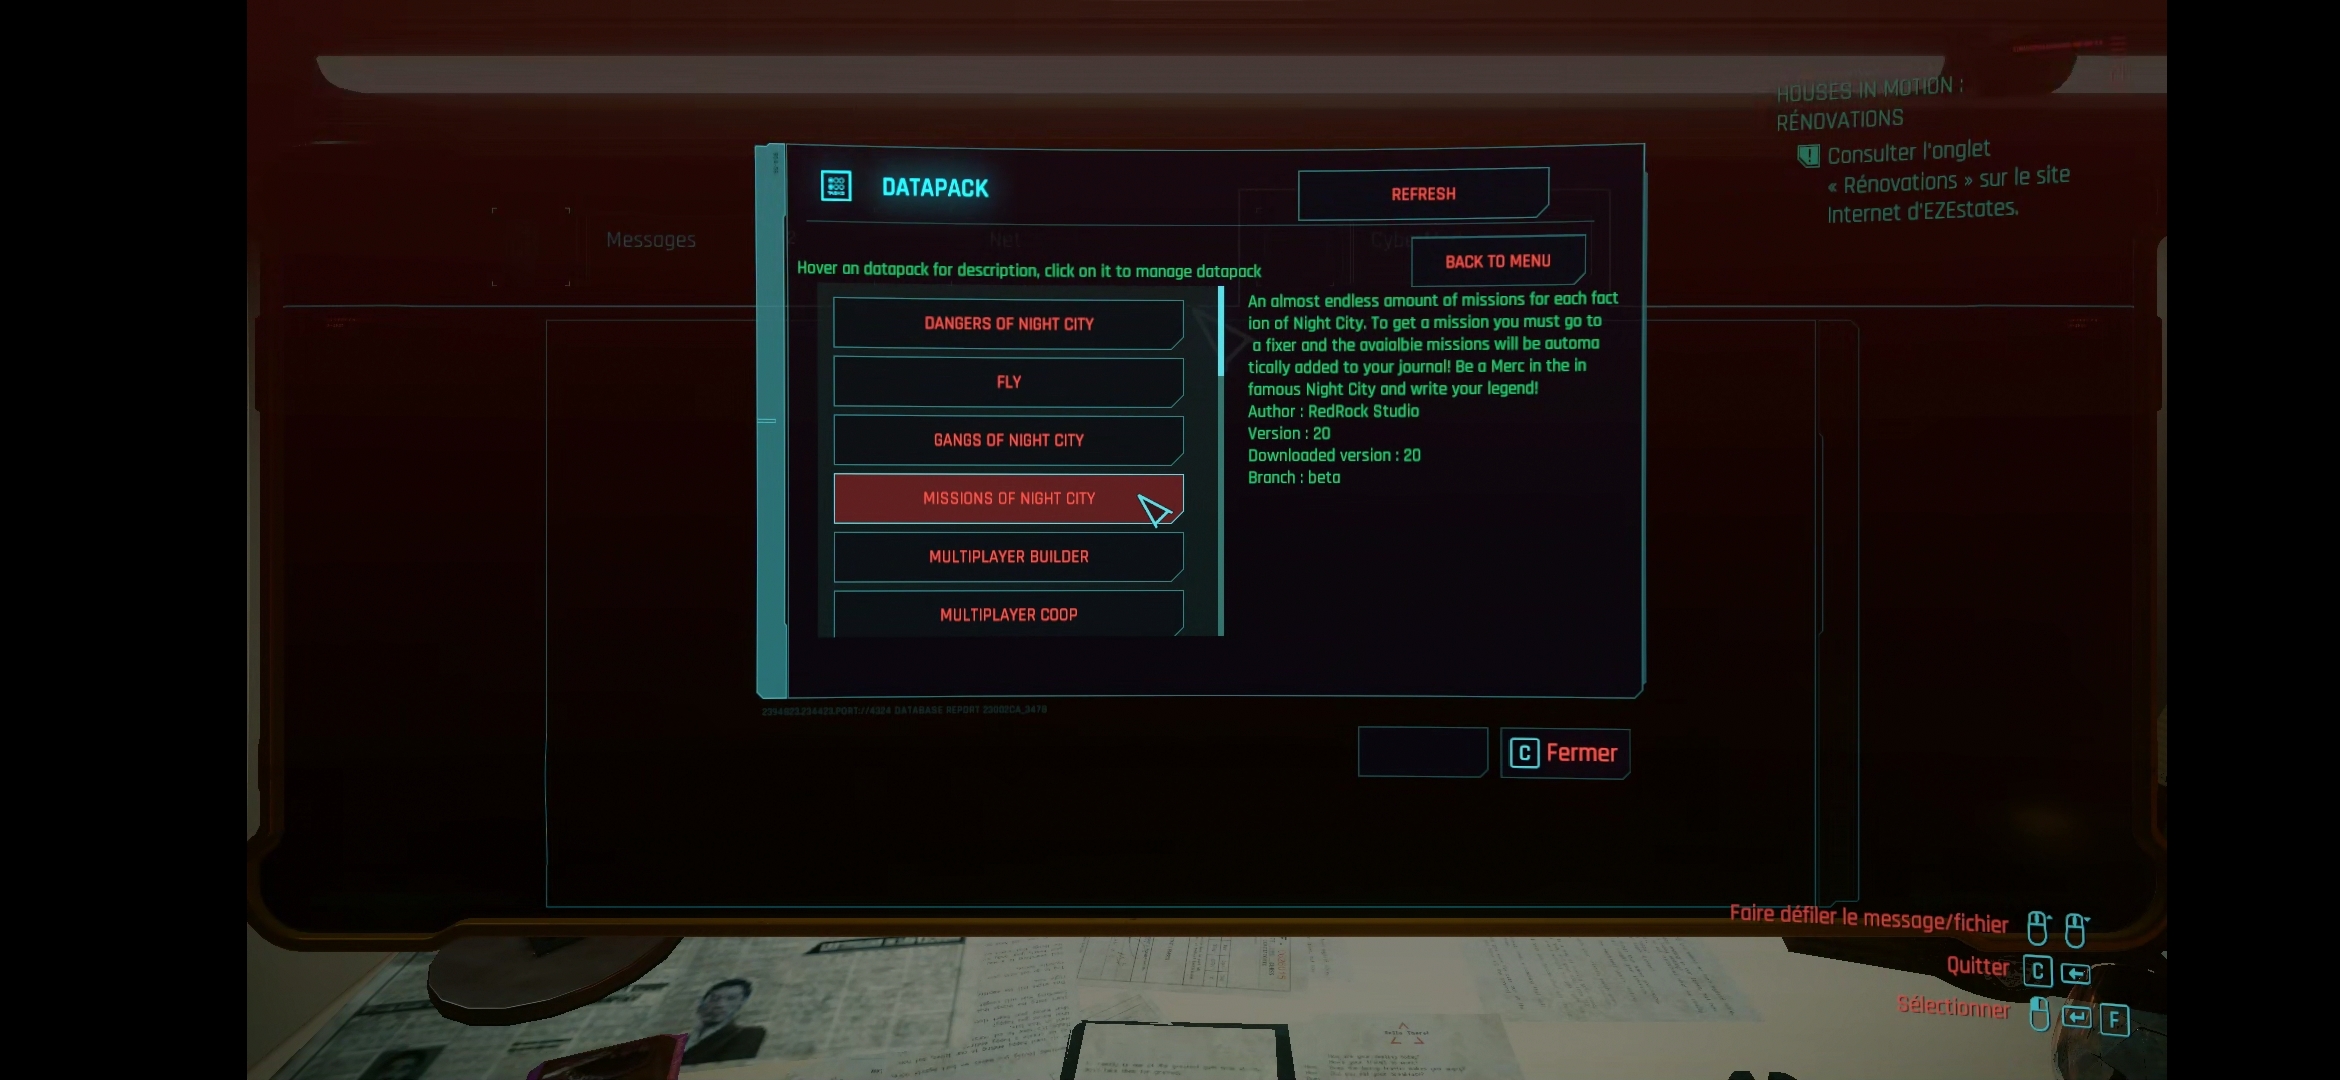 HOUSES IN MOTION :
RÉNOVATIONS
Consulter l'onglet
« Rénovations » sur le site
Internet d'EZEstates.
DATAPACK
REFRESH
Messages
2
Net
BACK TO MENU
Hover an datapack for description, click on it to manage datapack
DANGERS OF NIGHT CITY
FLY
GANGS OF NIGHT CITY
MISSIONS OF NIGHT CITY
MULTIPLAYER BUILDER
MULTIPLAYER COOP
An almost endless amount of missions for each fact
ion of Night City. To get a mission you must go to
a fixer and the avaialbie missions will be automa
tically added to your journal! Be a Merc in the in
famous Night City and write your legend!
Author : RedRock Studio
Version : 20
Downloaded version : 20
Branch : beta
C Fermer
Faire défiler le message/fichier
Quitter C
Sélectionner F